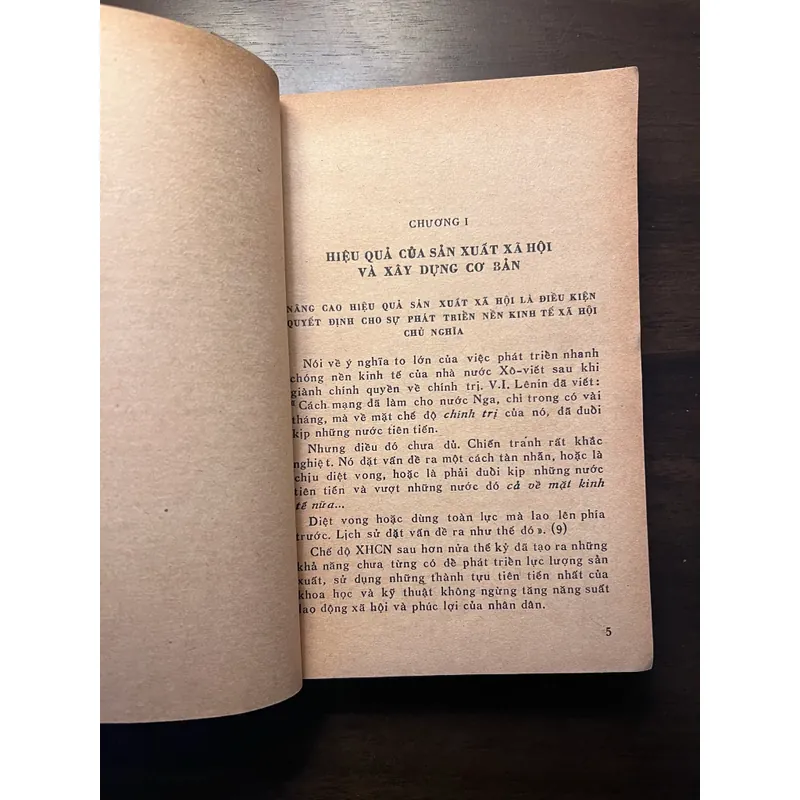 CHƯƠNG I
HIỆU QUẢ CỦA SẢN XUẤT XÃ HỘI
VÀ XÂY DỰNG CƠ BẢN
NÂNG CAO HIỆU QUẢ SẢN XUẤT XÃ HỘI LÀ ĐIỀU KIỆN
QUYẾT ĐỊNH CHO SỰ PHÁT TRIỂN NỀN KINH TẾ XÃ HỘI
CHỦ NGHĨA
Nói về ý nghĩa to lớn của việc phát triển nhanh
chóng nền kinh tế của nhà nước Xô-viết sau khi
giành chính quyền về chính trị. V.I. Lênin đã viết:
« Cách mạng đã làm cho nước Nga, chỉ trong có vài
tháng, mà về mặt chế độ chính trị của nó, đã đuổi
kịp những nước tiên tiến.
Nhưng điều đó chưa đủ. Chiến tranh rất khắc
nghiệt. Nó đặt vấn đề ra một cách tàn nhẫn, hoặc là
chịu diệt vong, hoặc là phải đuổi kịp những nước
tiên tiến và vượt những nước đó cả về mặt kinh
tế nữa...
Diệt vong hoặc dùng toàn lực mà lao lên phía
trước. Lịch sử đặt vấn đề ra như thế đó ». (9)
Chế độ XHCN sau hơn nửa thế kỷ đã tạo ra những
khả năng chưa từng có để phát triển lực lượng sản
xuất, sử dụng những thành tựu tiên tiến nhất của
khoa học và kỹ thuật không ngừng tăng năng suất
lao động xã hội và phúc lợi của nhân dân.
5